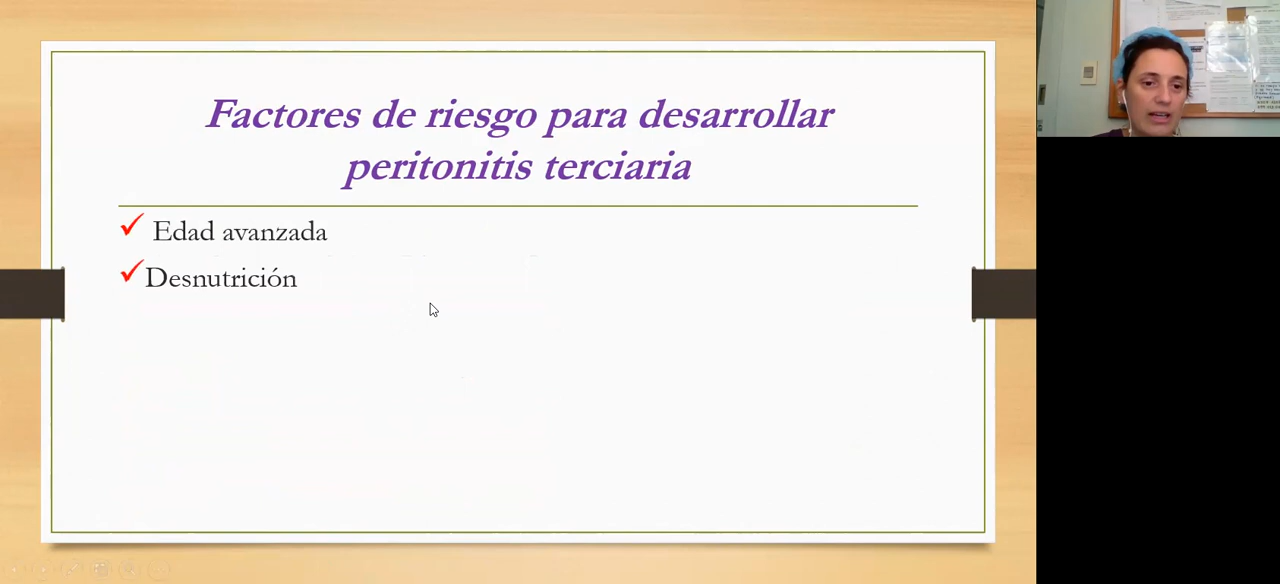 Factores de riesgo para desarrollar
peritonitis terciaria
Edad avanzada
Desnutrición